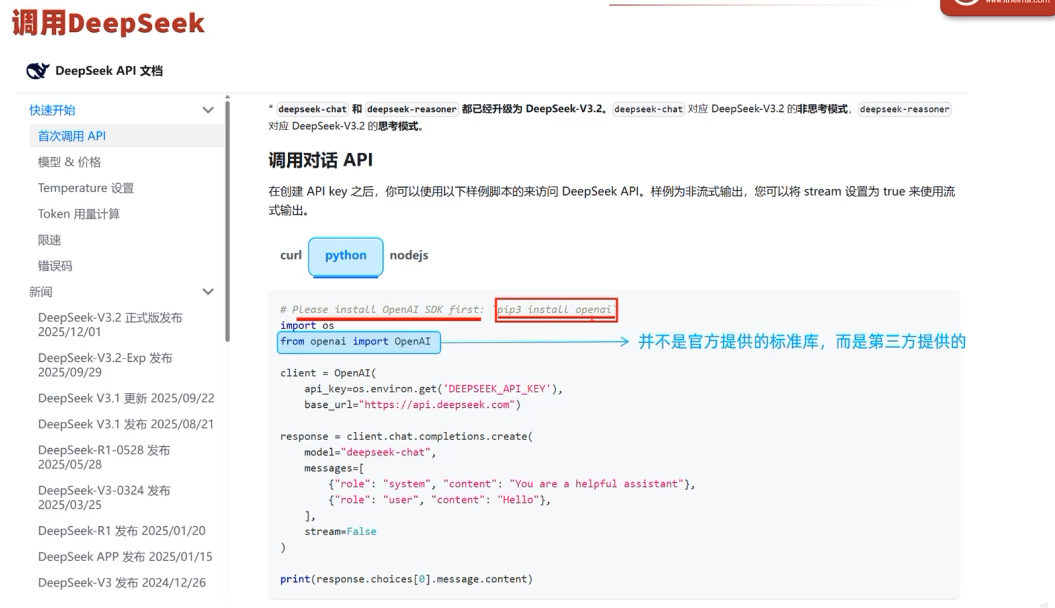 调用DeepSeek
www.itheima.com
DeepSeek API 文档
快速开始
首次调用 API
模型 & 价格
Temperature 设置
Token 用量计算
限速
错误码
新闻
DeepSeek-V3.2 正式版发布
2025/12/01
DeepSeek-V3.2-Exp 发布
2025/09/29
DeepSeek V3.1 更新 2025/09/22
DeepSeek V3.1 发布 2025/08/21
DeepSeek-R1-0528 发布
2025/05/28
DeepSeek-V3-0324 发布
2025/03/25
DeepSeek-R1 发布 2025/01/20
DeepSeek APP 发布 2025/01/15
DeepSeek-V3 发布 2024/12/26
* deepseek-chat 和 deepseek-reasoner 都已经升级为 DeepSeek-V3.2。deepseek-chat 对应 DeepSeek-V3.2 的非思考模式，deepseek-reasoner
对应 DeepSeek-V3.2 的思考模式。
调用对话 API
在创建 API key 之后，你可以使用以下样例脚本的来访问 DeepSeek API。样例为非流式输出，您可以将 stream 设置为 true 来使用流
式输出。
curl python nodejs
# Please install OpenAI SDK first: `pip3 install openai`
import os
from openai import OpenAI
并不是官方提供的标准库，而是第三方提供的
client = OpenAI(
    api_key=os.environ.get('DEEPSEEK_API_KEY'),
    base_url="https://api.deepseek.com")
response = client.chat.completions.create(
    model="deepseek-chat",
    messages=[
        {"role": "system", "content": "You are a helpful assistant"},
        {"role": "user", "content": "Hello"},
    ],
    stream=False
)
print(response.choices[0].message.content)